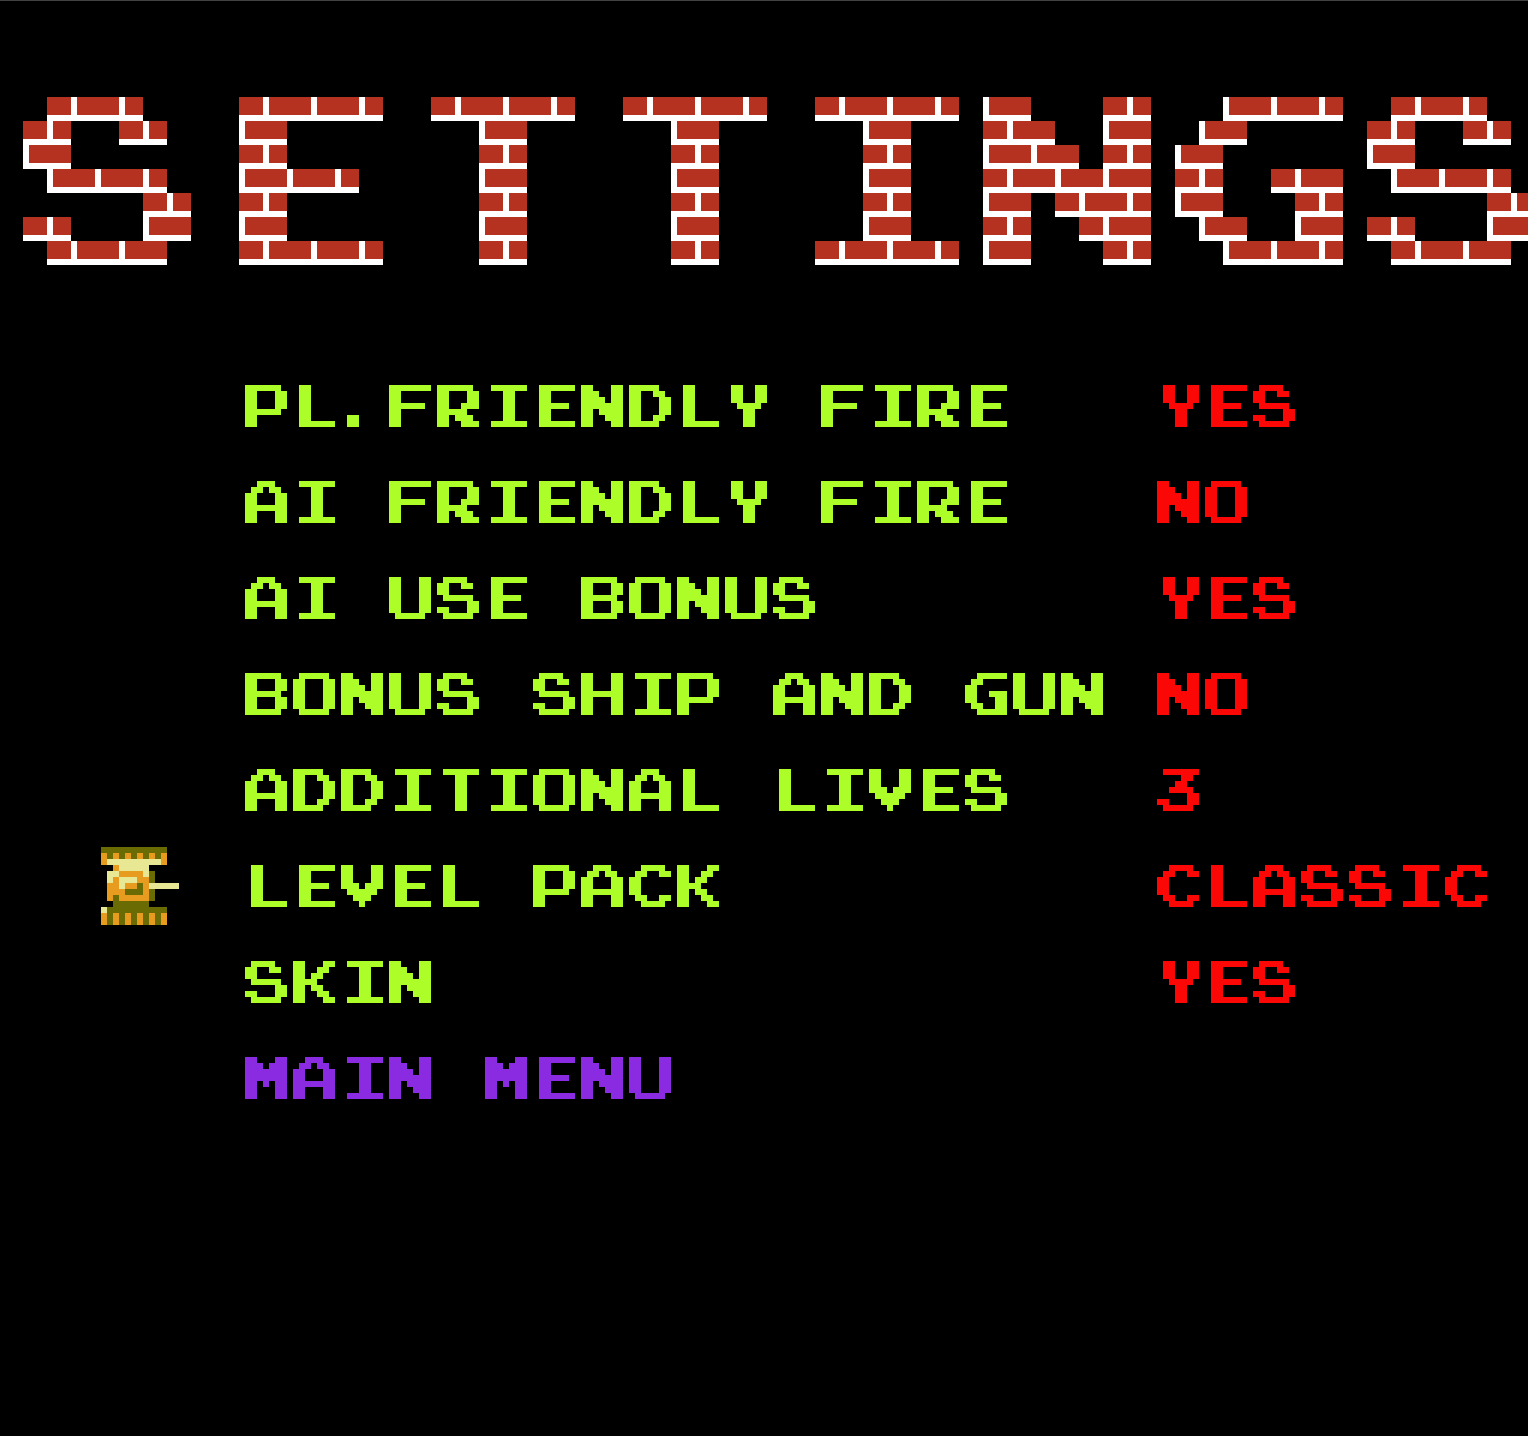 SETTINGS
PL.FRIENDLY FIRE YES
AI FRIENDLY FIRE NO
AI USE BONUS YES
BONUS SHIP AND GUN NO
ADDITIONAL LIVES 3
LEVEL PACK CLASSIC
SKIN YES
MAIN MENU